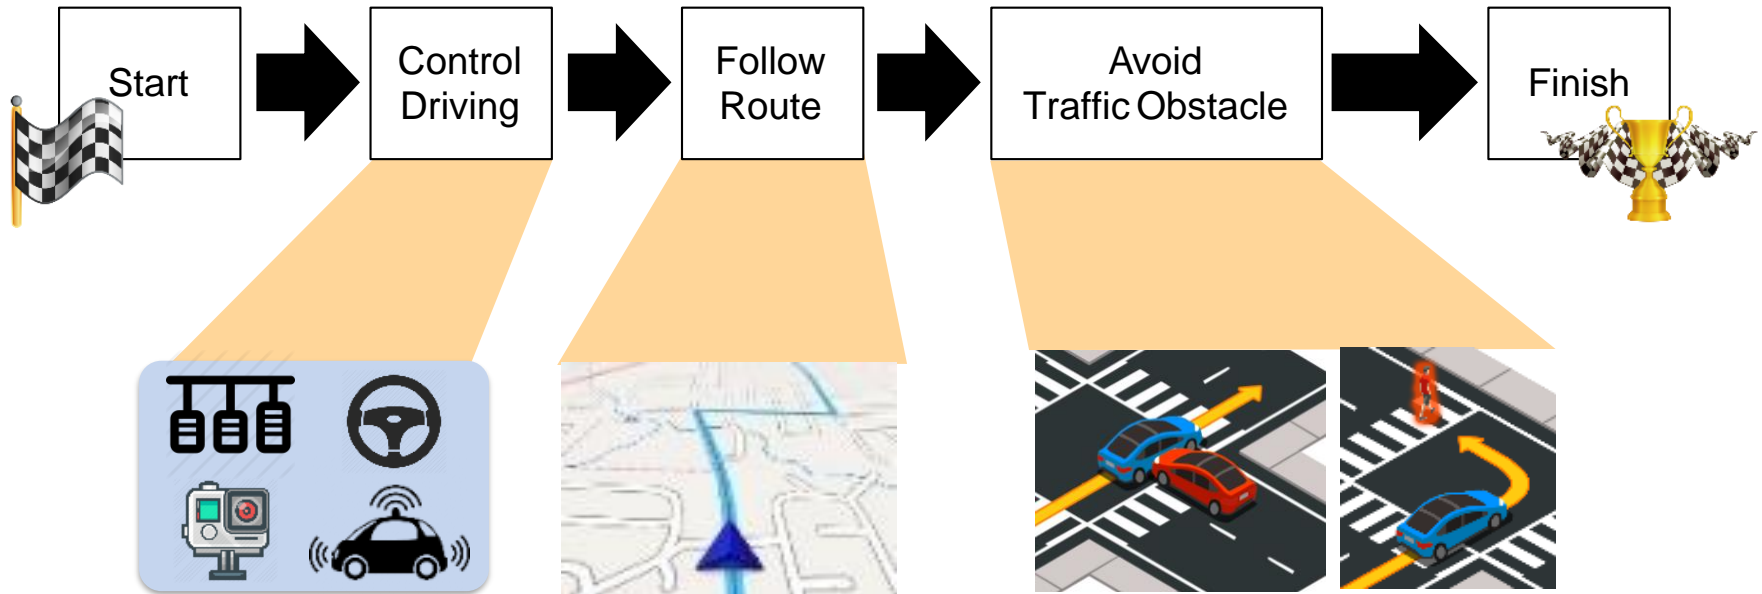 Start
Control
Driving
Follow
Route
Avoid
Traffic Obstacle
Finish